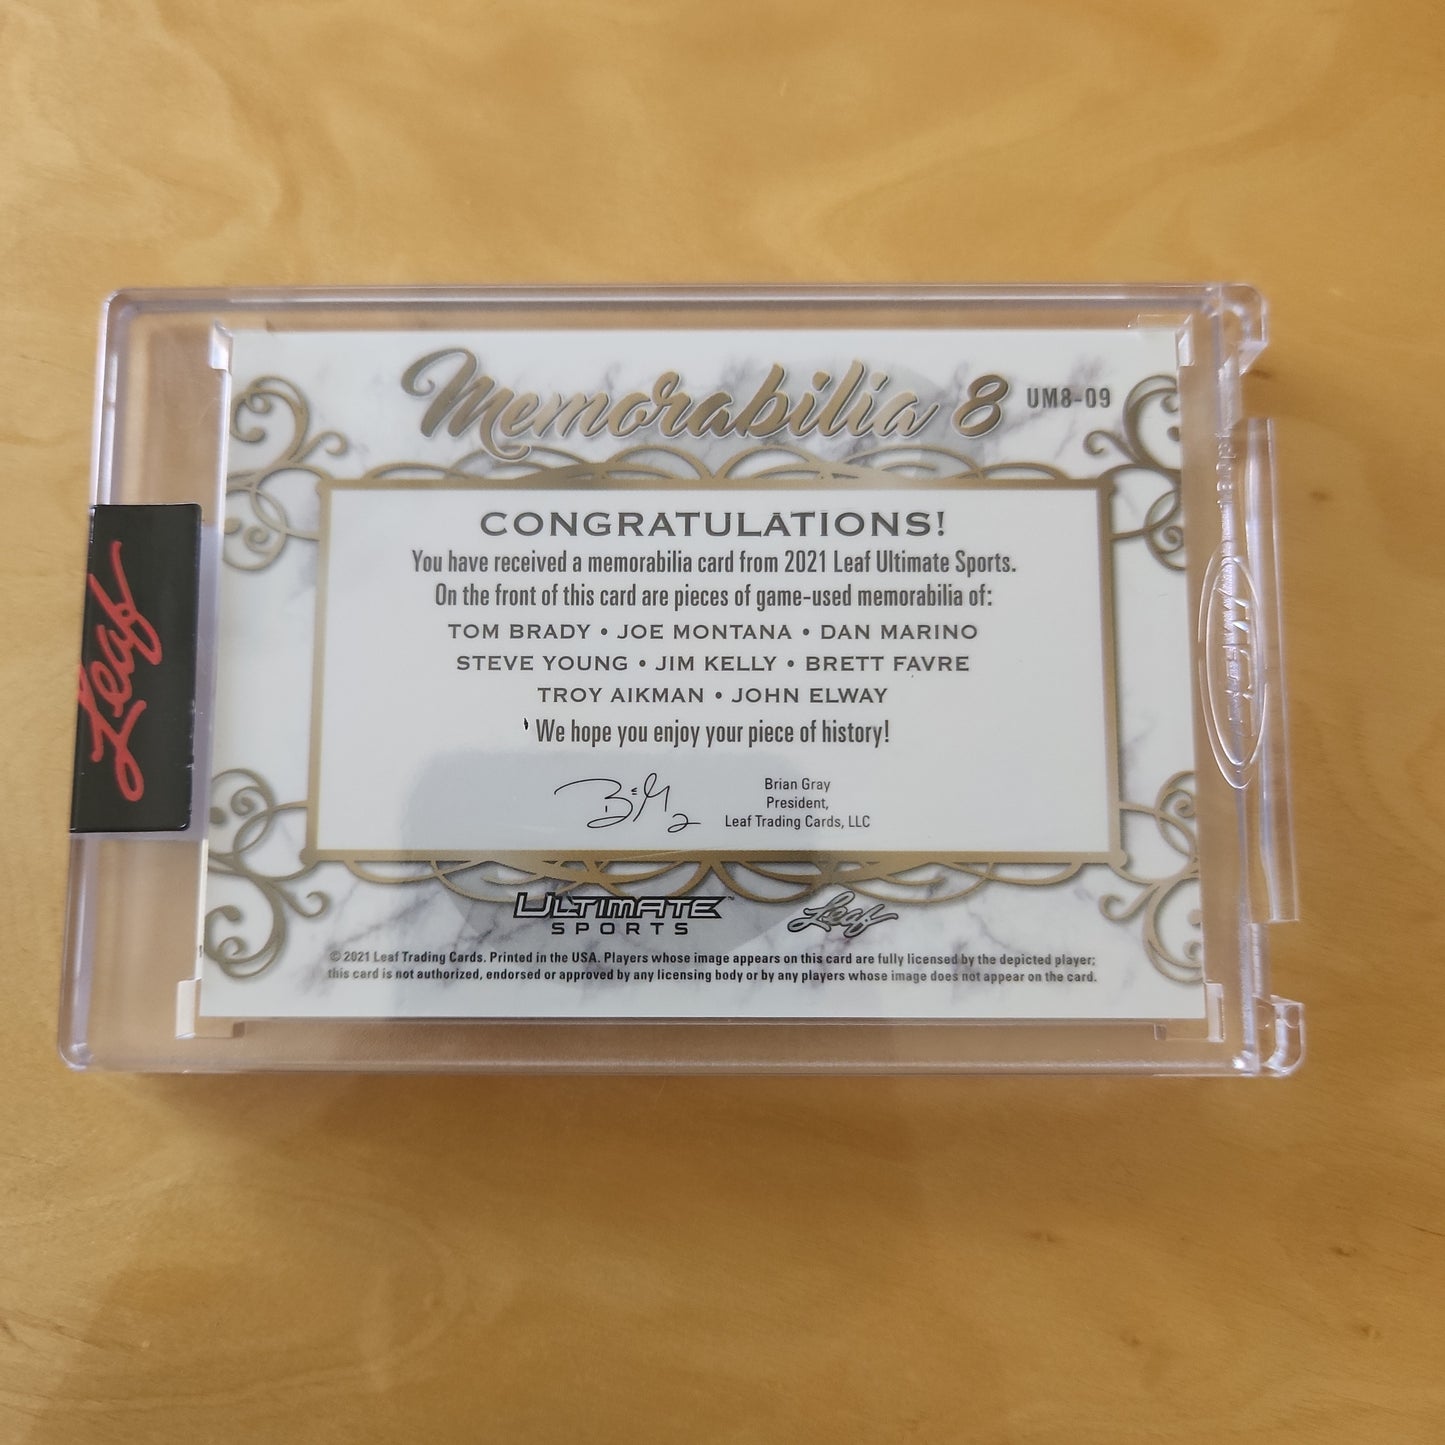 Memorabilia 8 UM8-09
CONGRATULATIONS!
You have received a memorabilia card from 2021 Leaf Ultimate Sports.
On the front of this card are pieces of game-used memorabilia of:
TOM BRADY • JOE MONTANA • DAN MARINO
STEVE YOUNG • JIM KELLY • BRETT FAVRE
TROY AIKMAN • JOHN ELWAY
We hope you enjoy your piece of history!
Brian Gray
President,
Leaf Trading Cards, LLC
Leaf
ULTIMATE™
SPORTS
Leaf
© 2021 Leaf Trading Cards. Printed in the USA. Players whose image appears on this card are fully licensed by the depicted player;
this card is not authorized, endorsed or approved by any licensing body or by any players whose image does not appear on the card.